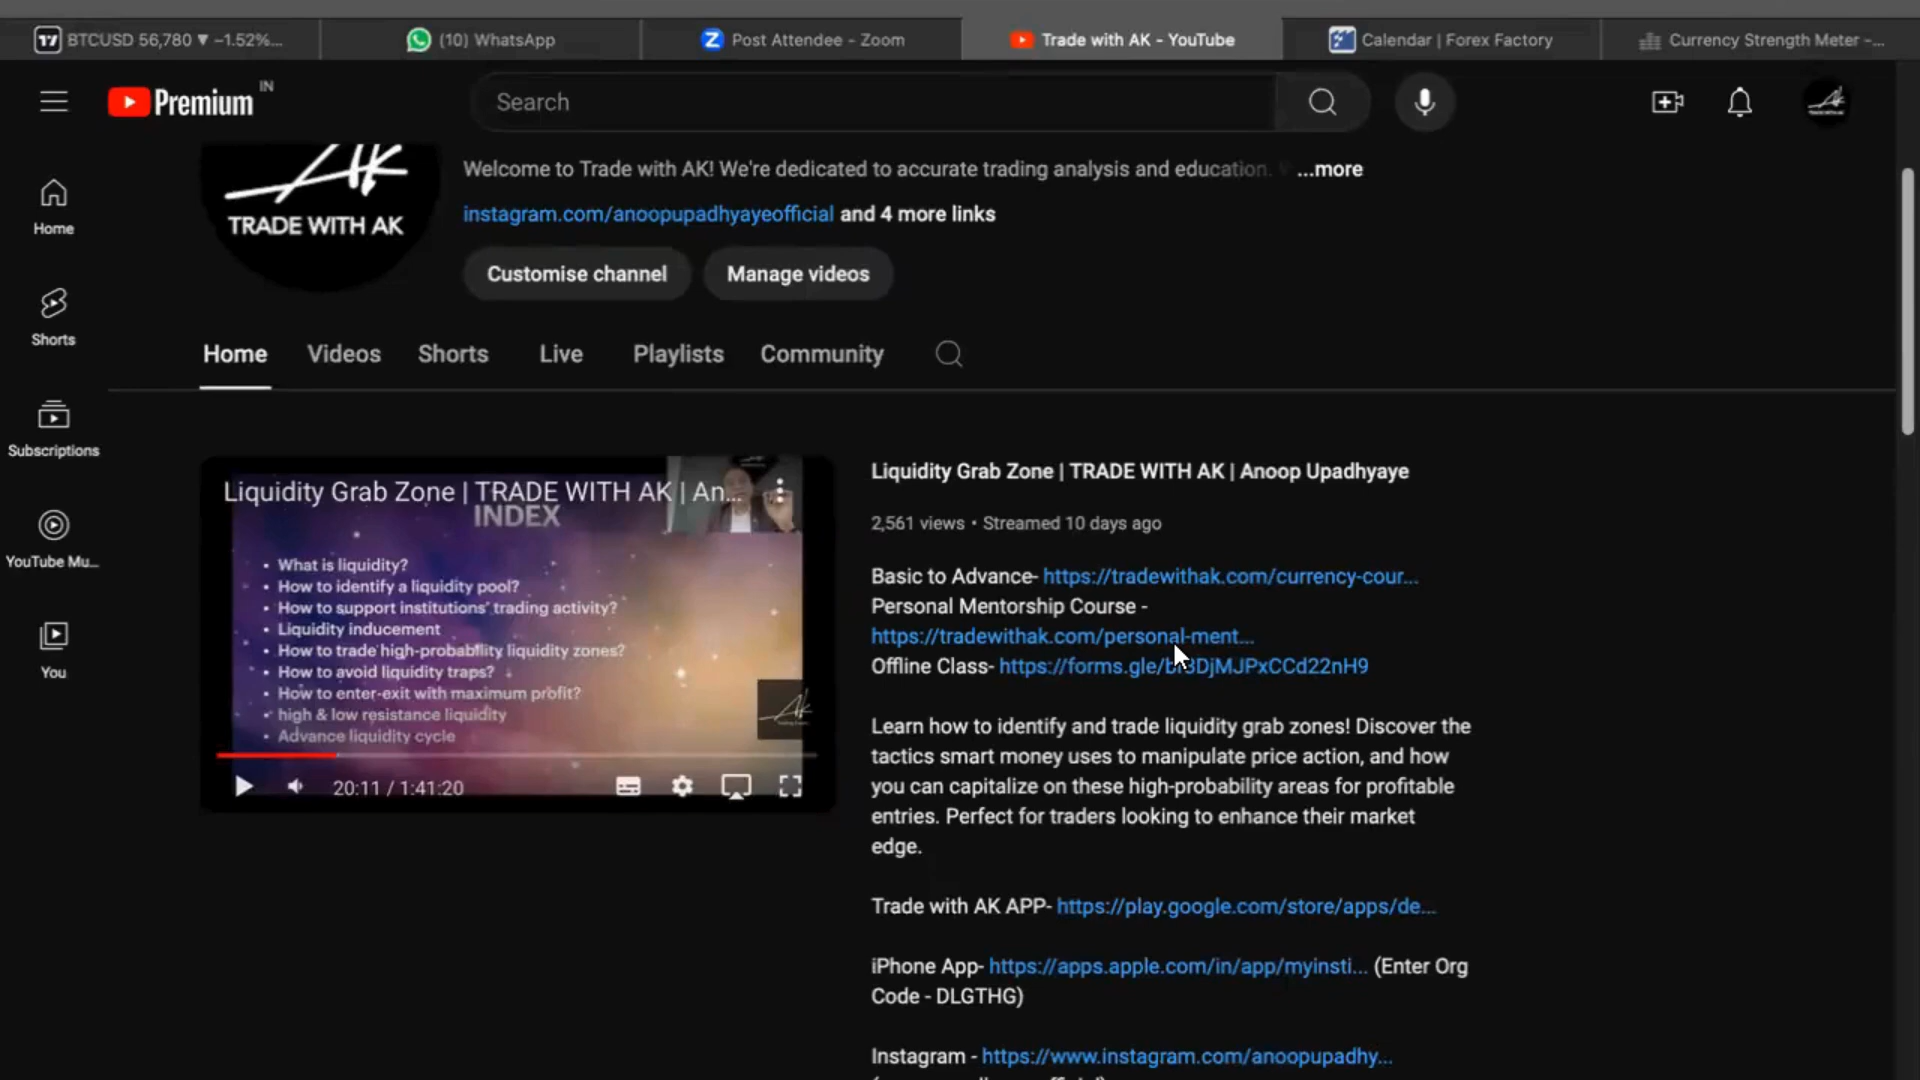 BTCUSD 56,780 ▼ −1.52%...
(10) WhatsApp
Post Attendee - Zoom
Trade with AK - YouTube
Calendar | Forex Factory
Currency Strength Meter -...
Premium IN
Search
Welcome to Trade with AK! We're dedicated to accurate trading analysis and education. ...more
TRADE WITH AK
instagram.com/anoopupadhyayeofficial and 4 more links
Customise channel
Manage videos
Home
Shorts
Subscriptions
YouTube Mu...
You
Home
Videos
Shorts
Live
Playlists
Community
Liquidity Grab Zone | TRADE WITH AK | An...
INDEX
• What is liquidity?
• How to identify a liquidity pool?
• How to support institutions' trading activity?
• Liquidity inducement
• How to trade high-probability liquidity zones?
• How to avoid liquidity traps?
• How to enter-exit with maximum profit?
• high & low resistance liquidity
• Advance liquidity cycle
20:11 / 1:41:20
Liquidity Grab Zone | TRADE WITH AK | Anoop Upadhyaye
2,561 views • Streamed 10 days ago
Basic to Advance- https://tradewithak.com/currency-cour...
Personal Mentorship Course -
https://tradewithak.com/personal-ment...
Offline Class-
Learn how to identify and trade liquidity grab zones! Discover the
tactics smart money uses to manipulate price action, and how
you can capitalize on these high-probability areas for profitable
entries. Perfect for traders looking to enhance their market
edge.
Trade with AK APP- https://play.google.com/store/apps/de...
iPhone App- https://apps.apple.com/in/app/myinsti... (Enter Org
Code - DLGTHG)
Instagram - https://www.instagram.com/anoopupadhy...